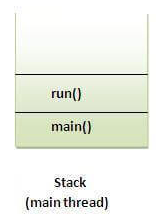 run()
main()
Stack
(main thread)